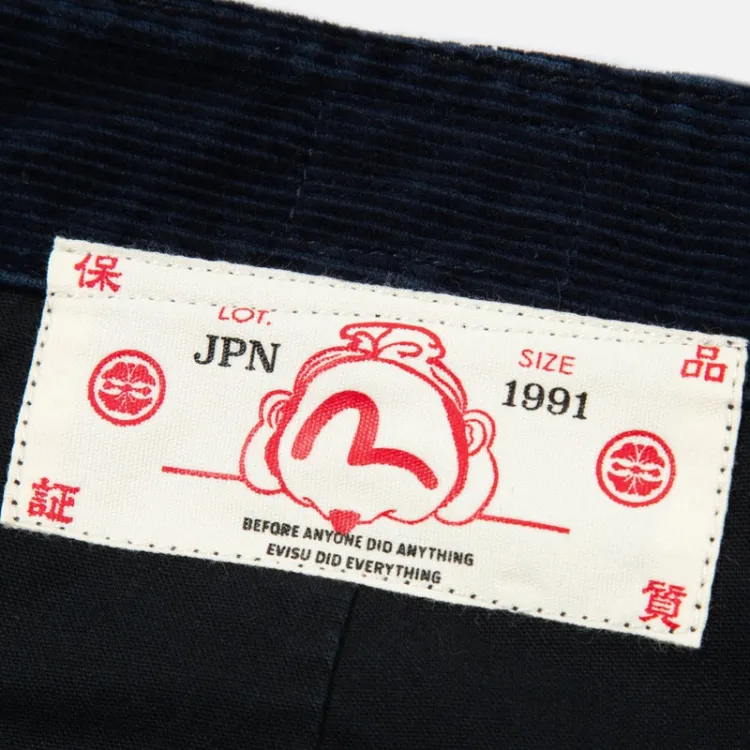 保
品
LOT.
JPN
SIZE
1991
証
質
BEFORE ANYONE DID ANYTHING
EVISU DID EVERYTHING